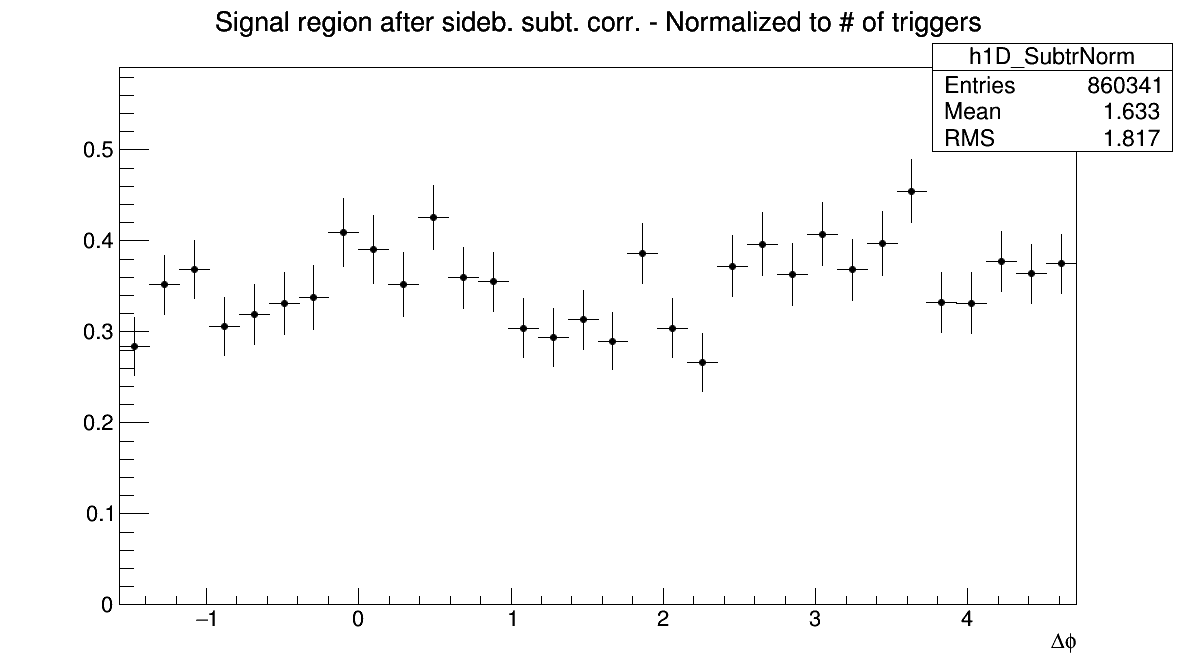 Signal region after sideb. subt. corr. - Normalized to # of triggers
h1D_SubtrNorm
Entries 860341
Mean 1.633
RMS 1.817
0.5
0.4
0.3
0.2
0.1
0
−1 0 1 2 3 4
Δϕ